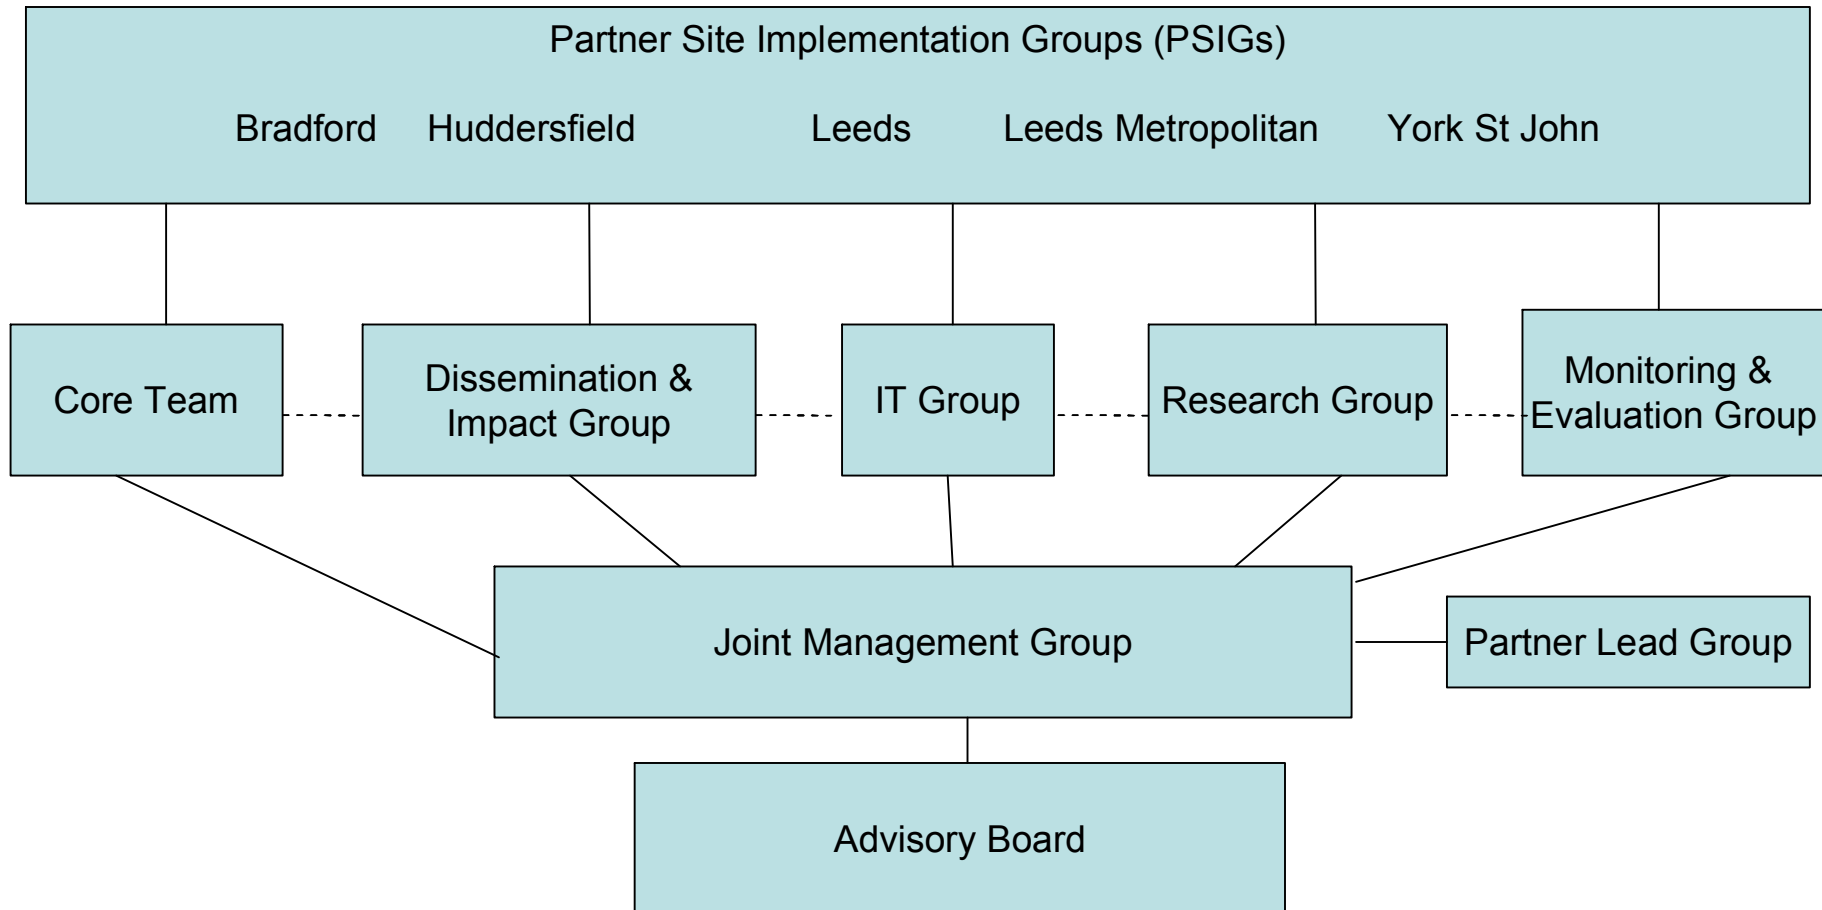 Partner Site Implementation Groups (PSIGs)
Bradford Huddersfield Leeds Leeds Metropolitan York St John
Core Team
Dissemination &
Impact Group
IT Group
Research Group
Monitoring &
Evaluation Group
Joint Management Group
Partner Lead Group
Advisory Board